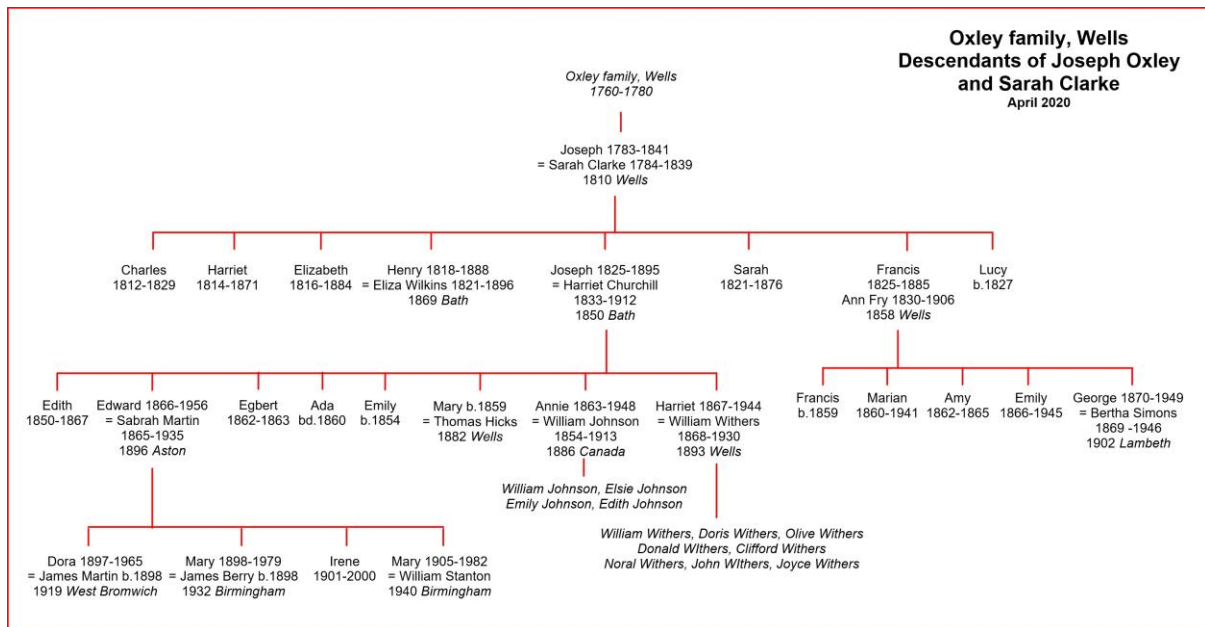 Oxley family, Wells
Descendants of Joseph Oxley
and Sarah Clarke
April 2020
Oxley family, Wells
1760-1780
Joseph 1783-1841
= Sarah Clarke 1784-1839
1810 Wells
Charles
1812-1829
Harriet
1814-1871
Elizabeth
1816-1884
Henry 1818-1888
= Eliza Wilkins 1821-1896
1869 Bath
Joseph 1825-1895
= Harriet Churchill
1833-1912
1850 Bath
Sarah
1821-1876
Francis
1825-1885
Ann Fry 1830-1906
1858 Wells
Lucy
b.1827
Edith
1850-1867
Edward 1866-1956
= Sabrah Martin
1865-1935
1896 Aston
Egbert
1862-1863
Ada
bd.1860
Emily
b.1854
Mary b.1859
= Thomas Hicks
1882 Wells
Annie 1863-1948
= William Johnson
1854-1913
1886 Canada
Harriet 1867-1944
= William Withers
1868-1930
1893 Wells
Francis
b.1859
Marian
1860-1941
Amy
1862-1865
Emily
1866-1945
George 1870-1949
= Bertha Simons
1869 -1946
1902 Lambeth
William Johnson, Elsie Johnson
Emily Johnson, Edith Johnson
William Withers, Doris Withers, Olive Withers
Donald WIthers, Clifford Withers
Noral Withers, John WIthers, Joyce Withers
Dora 1897-1965
= James Martin b.1898
1919 West Bromwich
Mary 1898-1979
= James Berry b.1898
1932 Birmingham
Irene
1901-2000
Mary 1905-1982
= William Stanton
1940 Birmingham